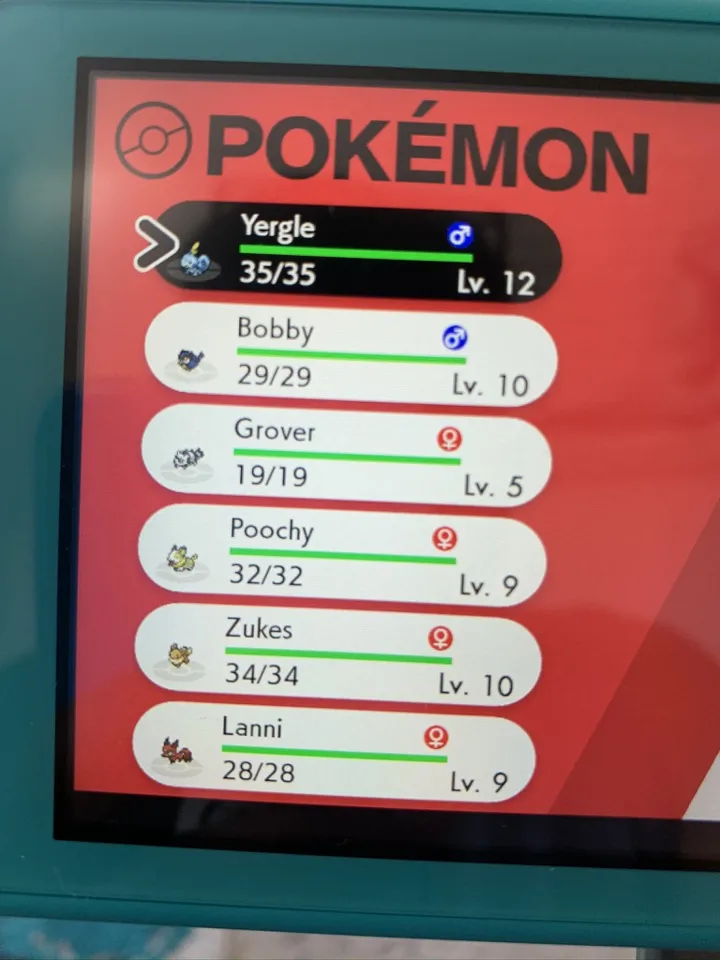 POKÉMON
Yergle ♂
35/35 Lv. 12
Bobby ♂
29/29 Lv. 10
Grover ♀
19/19 Lv. 5
Poochy ♀
32/32 Lv. 9
Zukes ♀
34/34 Lv. 10
Lanni ♀
28/28 Lv. 9